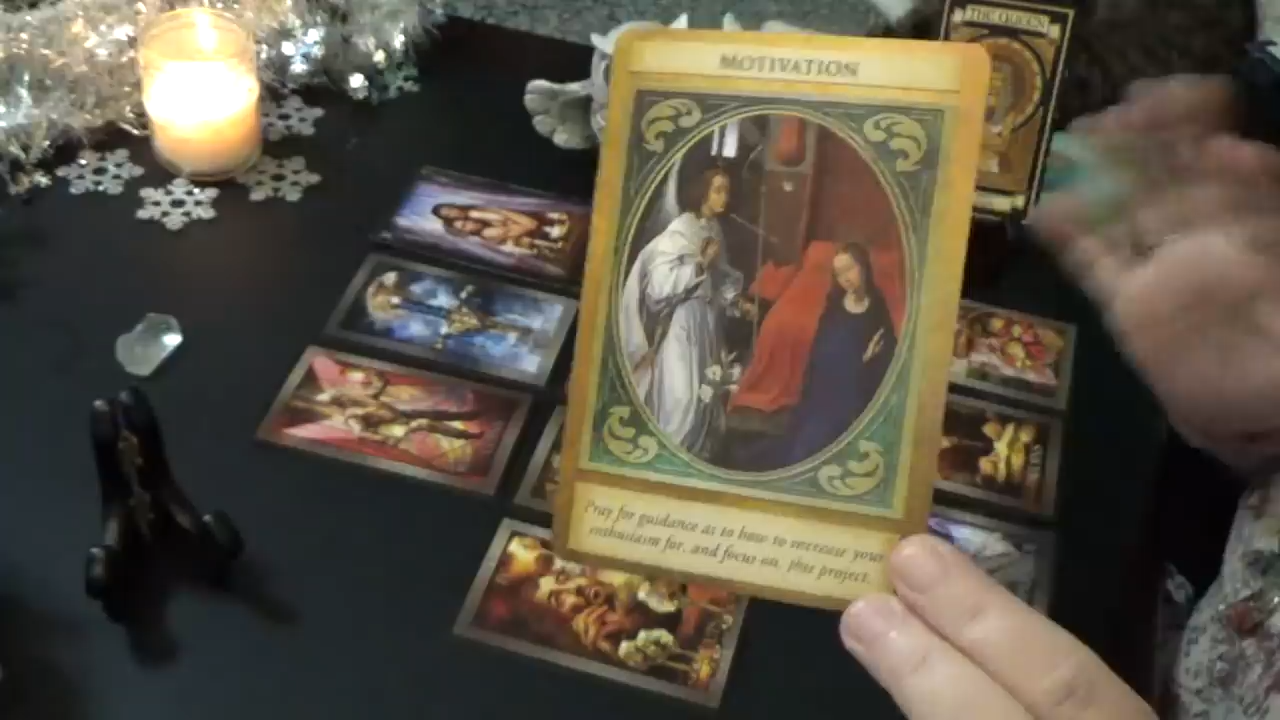 THE QUEEN
MOTIVATION
Pray for guidance as to how to increase your
enthusiasm for, and focus on, this project.